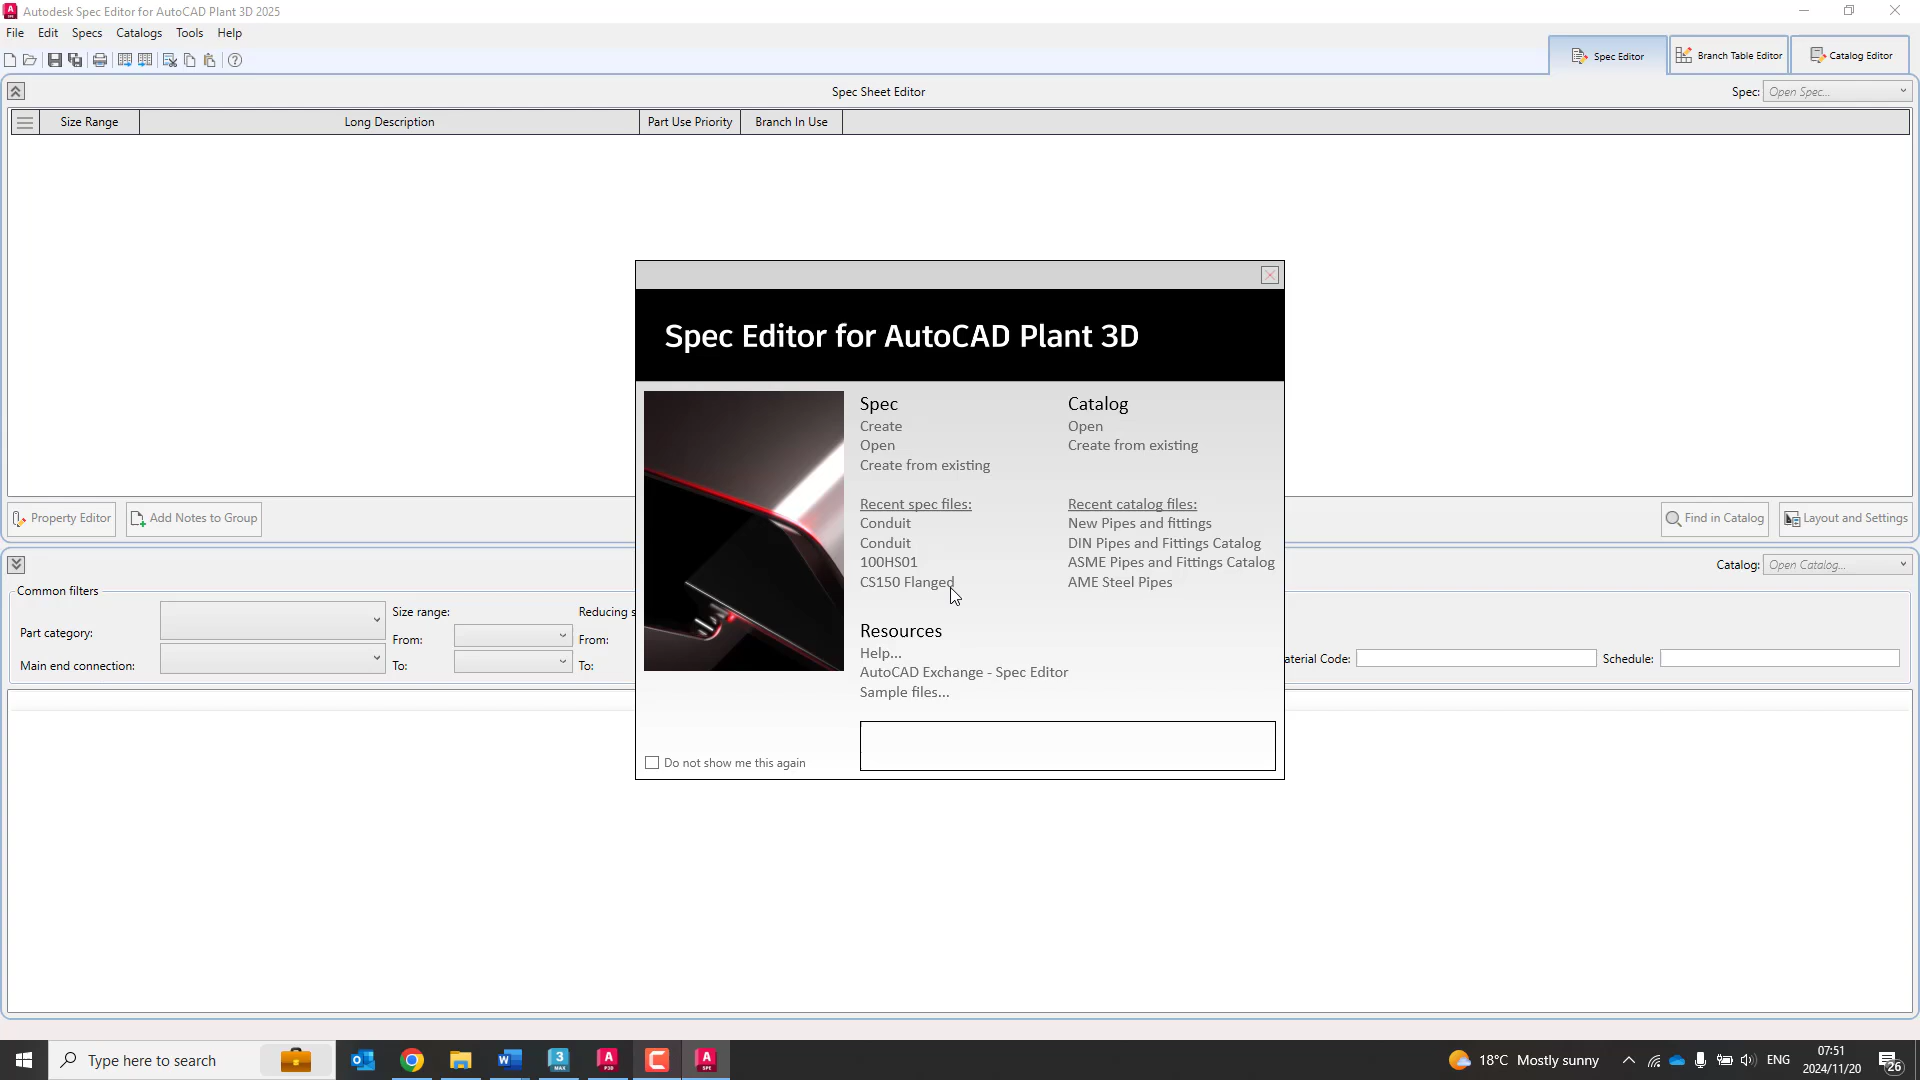 Autodesk Spec Editor for AutoCAD Plant 3D 2025
File Edit Specs Catalogs Tools Help
Spec Editor
Branch Table Editor
Catalog Editor
Spec Sheet Editor
Spec: Open Spec...
Size Range Long Description Part Use Priority Branch In Use
Spec Editor for AutoCAD Plant 3D
Spec
Create
Open
Create from existing
Catalog
Open
Create from existing
Recent spec files:
Conduit
Conduit
100HS01
CS150 Flanged
Recent catalog files:
New Pipes and fittings
DIN Pipes and Fittings Catalog
ASME Pipes and Fittings Catalog
AME Steel Pipes
Resources
Help...
AutoCAD Exchange - Spec Editor
Sample files...
Do not show me this again
Property Editor
Add Notes to Group
Find in Catalog
Layout and Settings
Catalog: Open Catalog...
Common filters
Part category:
Main end connection:
Size range:
From:
To:
Reducing s
From:
To:
aterial Code:
Schedule:
Type here to search
18°C Mostly sunny
ENG
07:51
2024/11/20
26